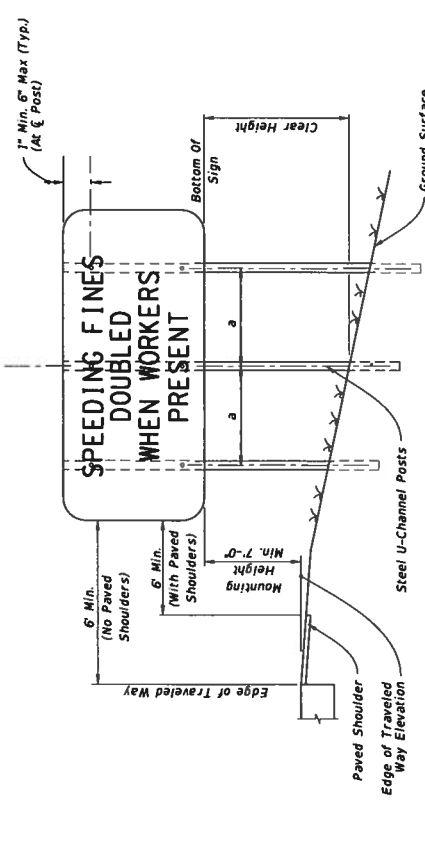 1" Min. 6" Max (Typ.)
(At ℄ Post)
SPEEDING FINES
DOUBLED
WHEN WORKERS
PRESENT
Bottom Of
Sign
Clear Height
Ground Surface
a
a
6' Min.
(No Paved
Shoulders)
6' Min.
(With Paved
Shoulders)
Mounting
Height
Min. 7'-0"
Edge of Traveled Way
Steel U-Channel Posts
Paved Shoulder
Edge of Traveled
Way Elevation